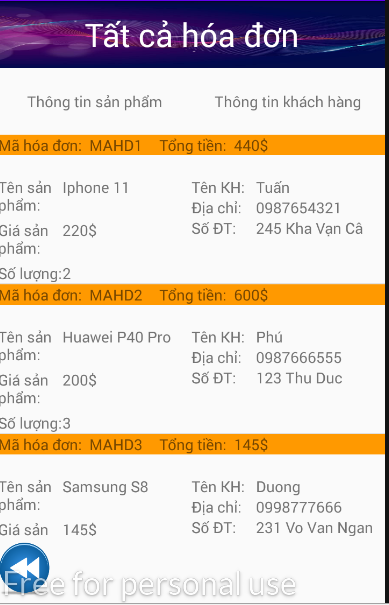 Tất cả hóa đơn
Thông tin sản phẩm Thông tin khách hàng
Mã hóa đơn: MAHD1 Tổng tiền: 440$
Tên sản phẩm: Iphone 11
Giá sản phẩm: 220$
Số lượng:2
Tên KH: Tuấn
Địa chỉ: 0987654321
Số ĐT: 245 Kha Vạn Câ
Mã hóa đơn: MAHD2 Tổng tiền: 600$
Tên sản phẩm: Huawei P40 Pro
Giá sản phẩm: 200$
Số lượng:3
Tên KH: Phú
Địa chỉ: 0987666555
Số ĐT: 123 Thu Duc
Mã hóa đơn: MAHD3 Tổng tiền: 145$
Tên sản phẩm: Samsung S8
Giá sản 145$
Tên KH: Duong
Địa chỉ: 0998777666
Số ĐT: 231 Vo Van Ngan
Free for personal use